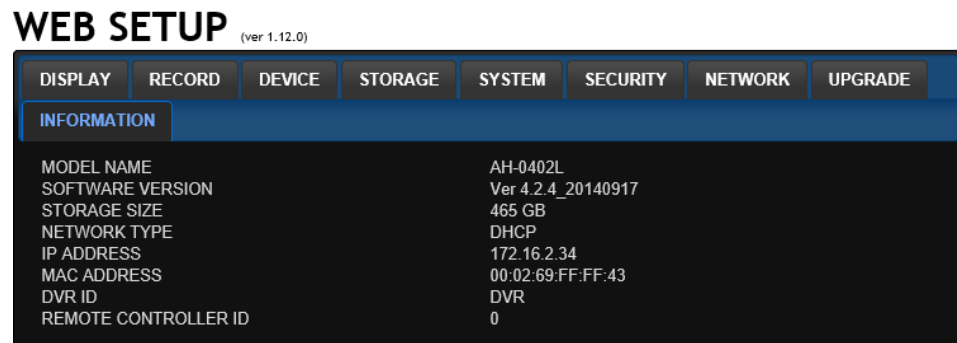 WEB SETUP (ver 1.12.0)
DISPLAY RECORD DEVICE STORAGE SYSTEM SECURITY NETWORK UPGRADE
INFORMATION
MODEL NAME AH-0402L
SOFTWARE VERSION Ver 4.2.4_20140917
STORAGE SIZE 465 GB
NETWORK TYPE DHCP
IP ADDRESS 172.16.2.34
MAC ADDRESS 00:02:69:FF:FF:43
DVR ID DVR
REMOTE CONTROLLER ID 0